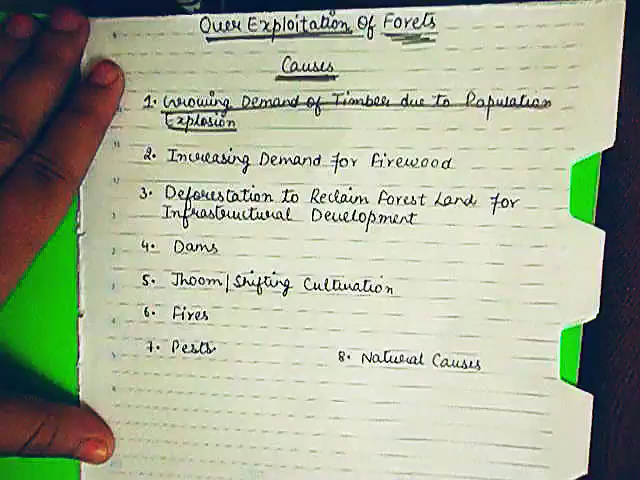 Over Exploitation Of Forets
Causes
1. Growing Demand of Timber due to Population
Explosion
2. Increasing Demand for Firewood
3. Deforestation to Reclaim Forest Land for
Infrastructural Development
4. Dams
5. Jhoom/Shifting Cultivation
6. Fires
7. Pests
8. Natural Causes